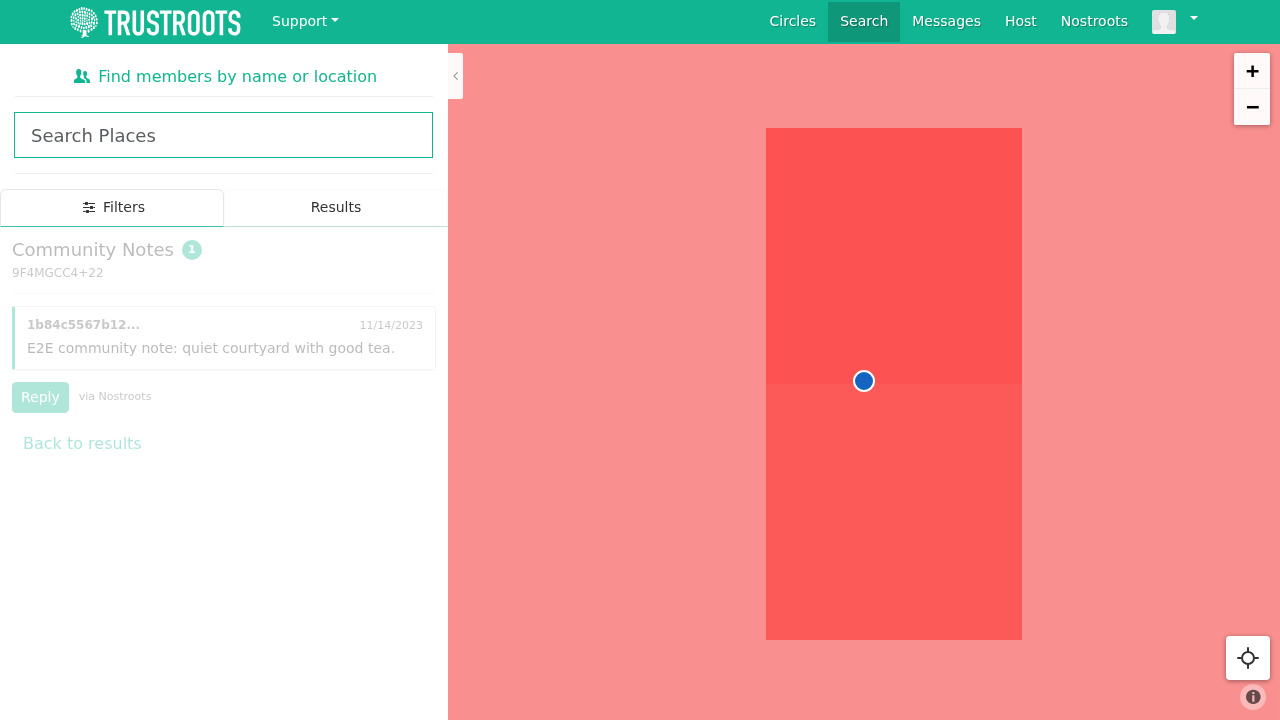 TRUSTROOTS
Support
Circles
Search
Messages
Host
Nostroots
Find members by name or location
Search Places
Filters
Results
Community Notes 1
9F4MGCC4+22
1b84c5567b12... 11/14/2023
E2E community note: quiet courtyard with good tea.
Reply via Nostroots
Back to results
+
−